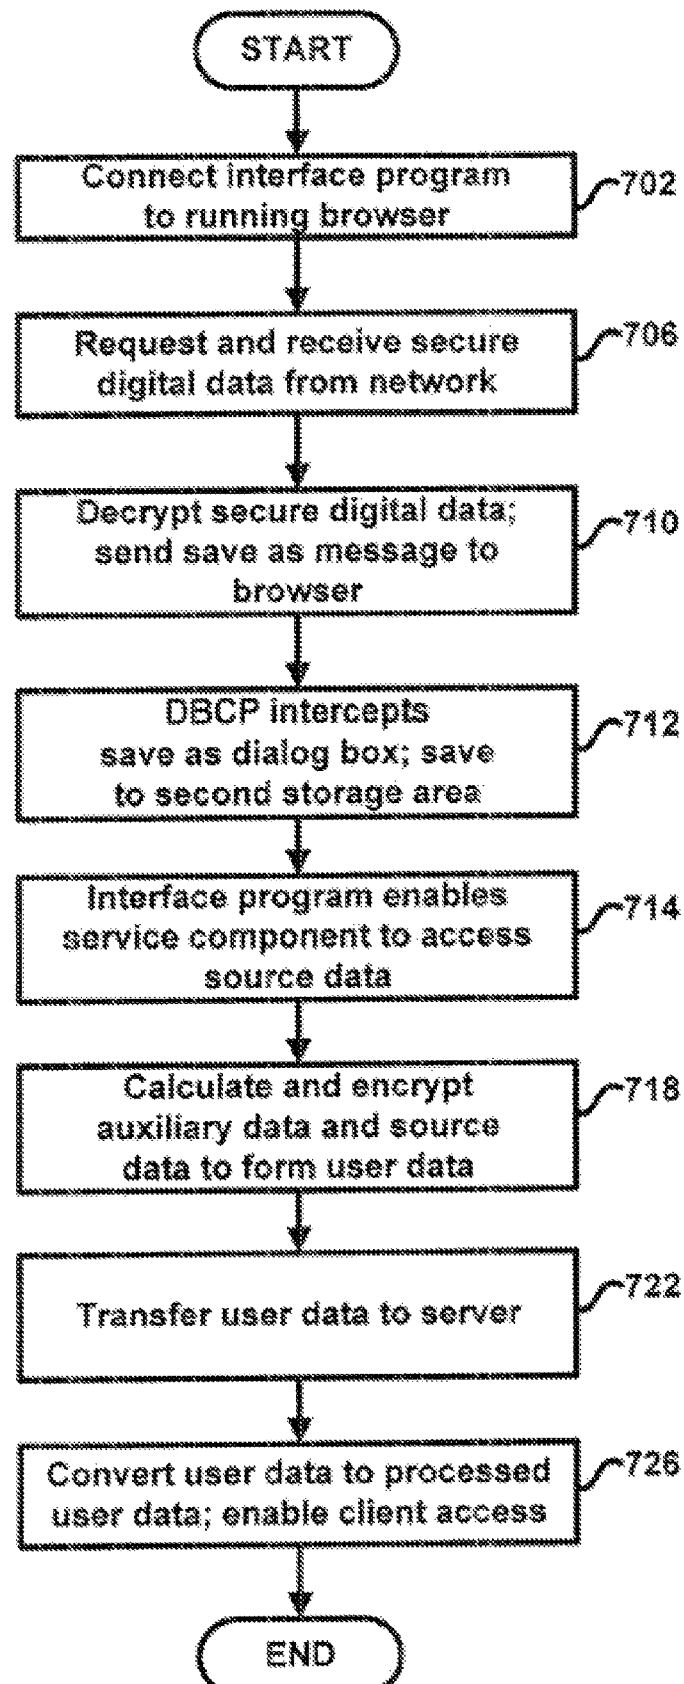 START
Connect interface program
to running browser
702
Request and receive secure
digital data from network
706
Decrypt secure digital data;
send save as message to
browser
710
DBCP intercepts
save as dialog box; save
to second storage area
712
Interface program enables
service component to access
source data
714
Calculate and encrypt
auxiliary data and source
data to form user data
718
Transfer user data to server
722
Convert user data to processed
user data; enable client access
726
END